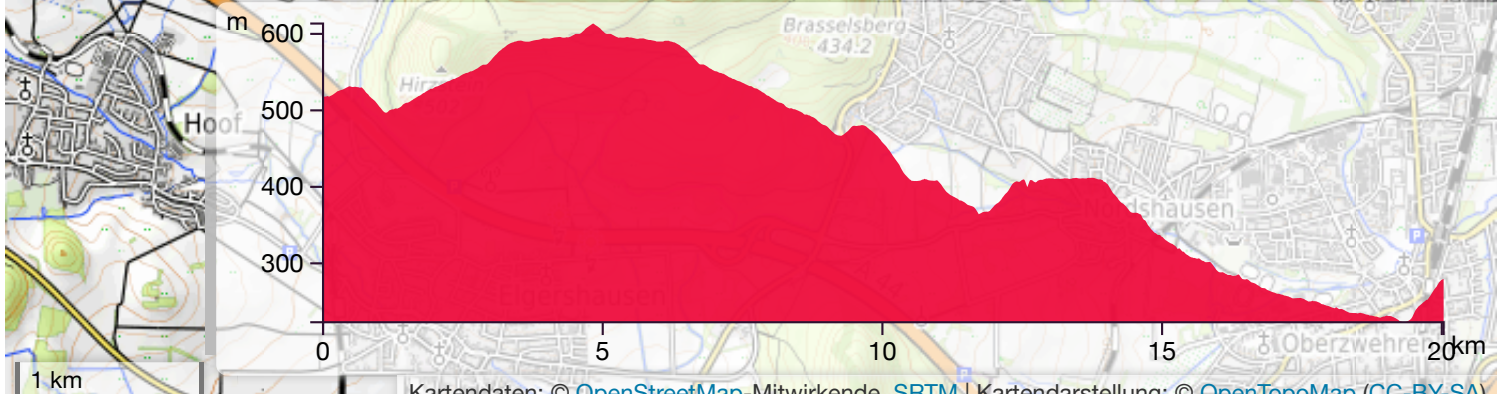 m
600
500
400
300
0
5
10
15
20
km
Brasselsberg
434.2
Hoof
Nordshausen
Elgershausen
A 44
Oberzwehren
1 km
Kartendaten: © OpenStreetMap-Mitwirkende, SRTM | Kartendarstellung: © OpenTopoMap (CC-BY-SA)